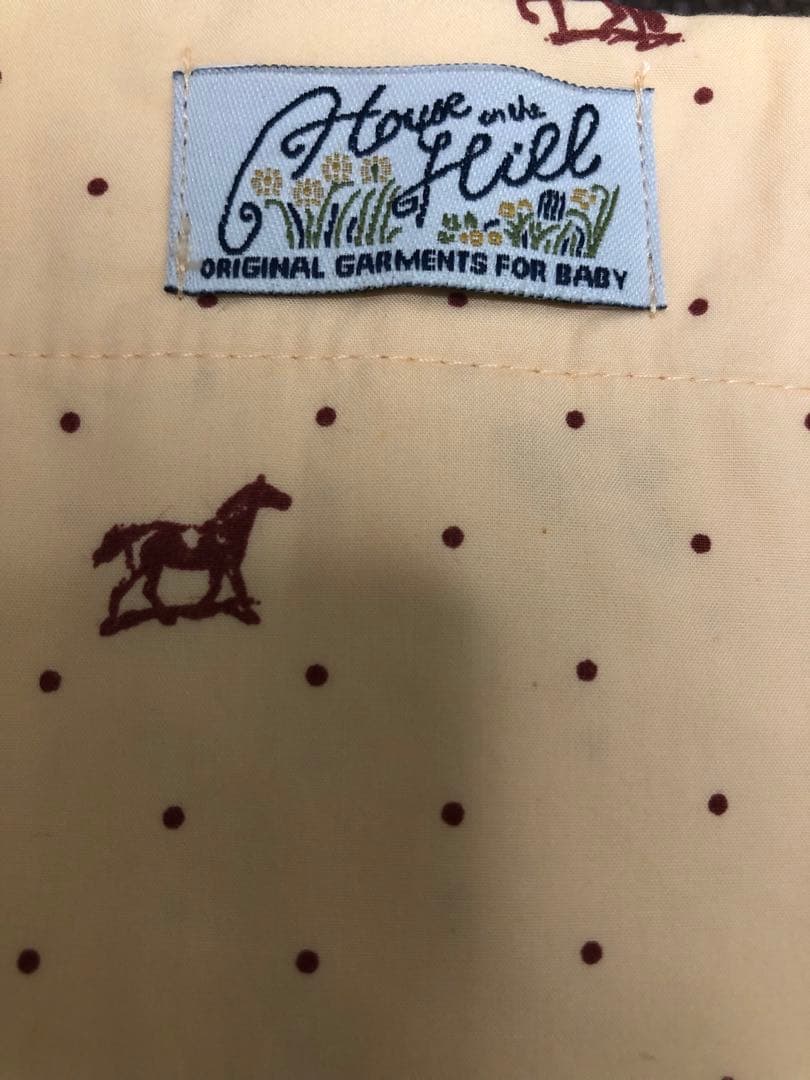 House on the
Hill
ORIGINAL GARMENTS FOR BABY